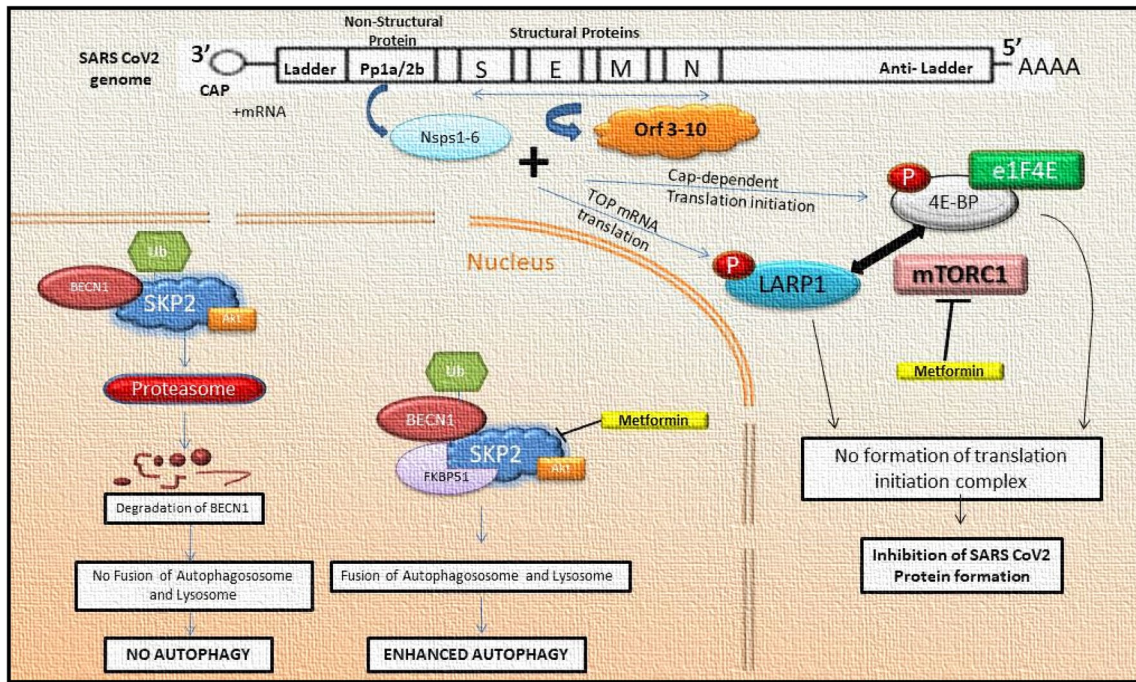 Non-Structural
Protein
Structural Proteins
SARS CoV2
genome
3’
CAP
+mRNA
Ladder
Pp1a/2b
S
E
M
N
Anti- Ladder
5’
AAAA
Nsps1-6
Orf 3-10
+
Cap-dependent
Translation initiation
TOP mRNA
translation
P
e1F4E
4E-BP
P
LARP1
mTORC1
Metformin
Nucleus
Ub
BECN1
SKP2
Akt
Proteasome
Degradation of BECN1
No Fusion of Autophagososome
and Lysosome
NO AUTOPHAGY
Ub
BECN1
SKP2
FKBPS1
Akt
Metformin
Fusion of Autophagososome and Lysosome
ENHANCED AUTOPHAGY
No formation of translation
initiation complex
Inhibition of SARS CoV2
Protein formation